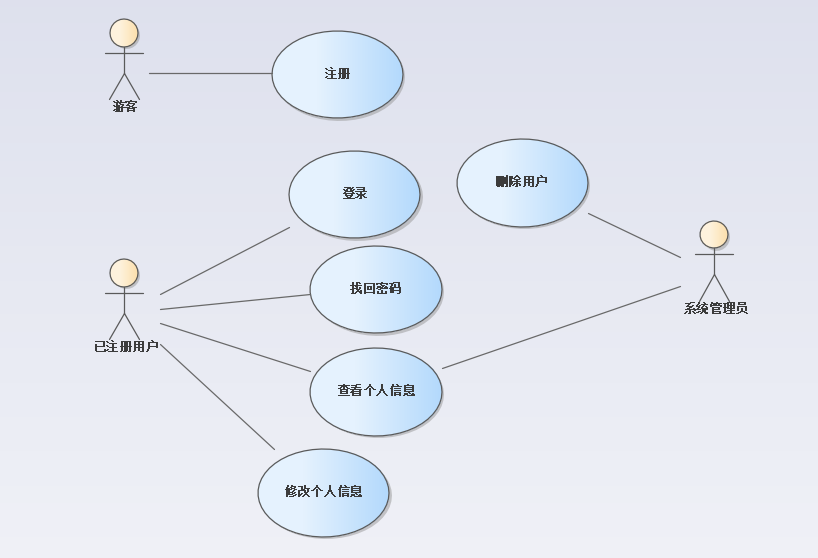 注册
游客
登录
删除用户
找回密码
系统管理员
已注册用户
查看个人信息
修改个人信息